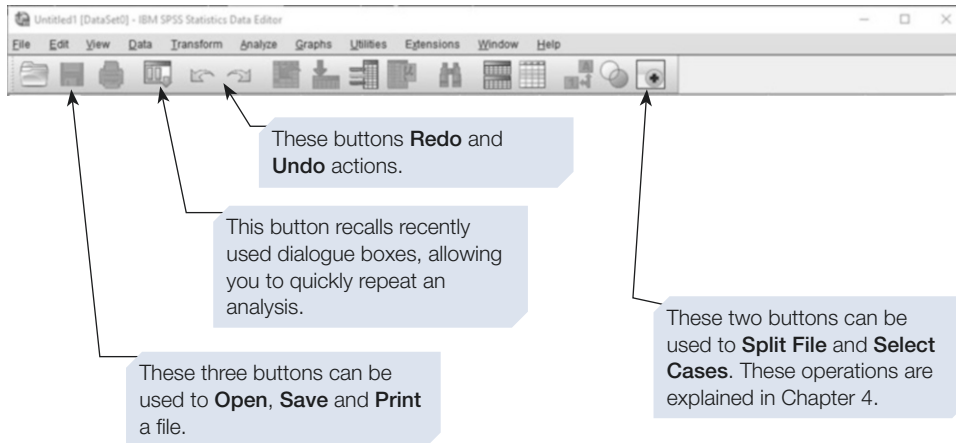 Untitled1 [DataSet0] - IBM SPSS Statistics Data Editor
File Edit View Data Transform Analyze Graphs Utilities Extensions Window Help
These buttons Redo and
Undo actions.
This button recalls recently
used dialogue boxes, allowing
you to quickly repeat an
analysis.
These two buttons can be
used to Split File and Select
Cases. These operations are
explained in Chapter 4.
These three buttons can be
used to Open, Save and Print
a file.